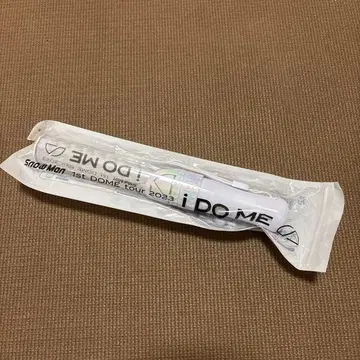 i DO ME
Snow Man
1st DOME tour 2023
i DO ME